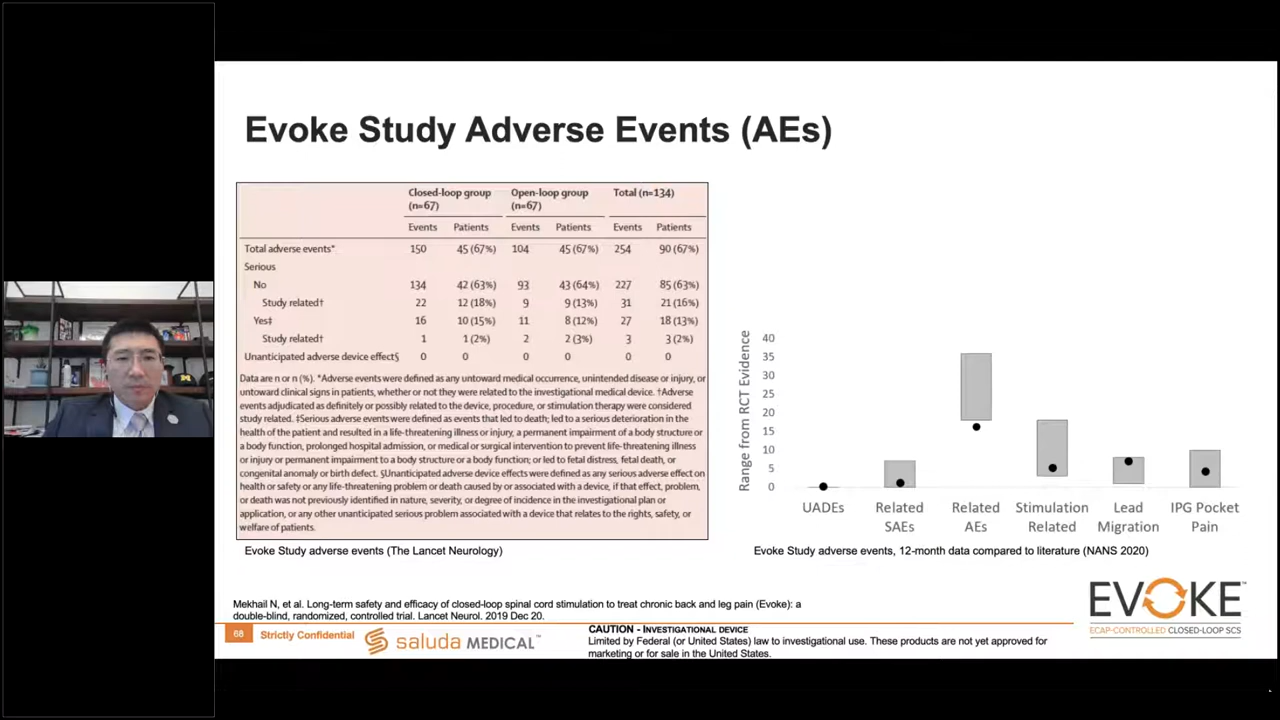 Evoke Study Adverse Events (AEs)
Closed-loop group (n=67) Open-loop group (n=67) Total (n=134)
Events Patients Events Patients Events Patients
Total adverse events* 150 45 (67%) 104 45 (67%) 254 90 (67%)
Serious
No 134 42 (63%) 93 43 (64%) 227 85 (63%)
Study related† 22 12 (18%) 9 9 (13%) 31 21 (16%)
Yes‡ 16 10 (15%) 11 8 (12%) 27 18 (13%)
Study related† 1 1 (2%) 2 2 (3%) 3 3 (2%)
Unanticipated adverse device effect§ 0 0 0 0 0 0
Data are n or n (%). *Adverse events were defined as any untoward medical occurrence, unintended disease or injury, or
untoward clinical signs in patients, whether or not they were related to the investigational medical device. †Adverse
events adjudicated as definitely or possibly related to the device, procedure, or stimulation therapy were considered
study related. ‡Serious adverse events were defined as events that led to death; led to a serious deterioration in the
health of the patient and resulted in a life-threatening illness or injury, a permanent impairment of a body structure or
a body function, prolonged hospital admission, or medical or surgical intervention to prevent life-threatening illness
or injury or permanent impairment to a body structure or a body function; or led to fetal distress, fetal death, or
congenital anomaly or birth defect. §Unanticipated adverse device effects were defined as any serious adverse effect on
health or safety or any life-threatening problem or death caused by or associated with a device, if that effect, problem,
or death was not previously identified in nature, severity, or degree of incidence in the investigational plan or
application, or any other unanticipated serious problem associated with a device that relates to the rights, safety, or
welfare of patients.
Evoke Study adverse events (The Lancet Neurology)
Range from RCT Evidence
40
35
30
25
20
15
10
5
0
UADEs Related SAEs Related AEs Stimulation Related Lead Migration IPG Pocket Pain
Evoke Study adverse events, 12-month data compared to literature (NANS 2020)
Mekhail N, et al. Long-term safety and efficacy of closed-loop spinal cord stimulation to treat chronic back and leg pain (Evoke): a
double-blind, randomized, controlled trial. Lancet Neurol. 2019 Dec 20.
68 Strictly Confidential
saluda MEDICAL™
CAUTION - INVESTIGATIONAL DEVICE
Limited by Federal (or United States) law to investigational use. These products are not yet approved for
marketing or for sale in the United States.
EVOKE™
ECAP-CONTROLLED CLOSED-LOOP SCS